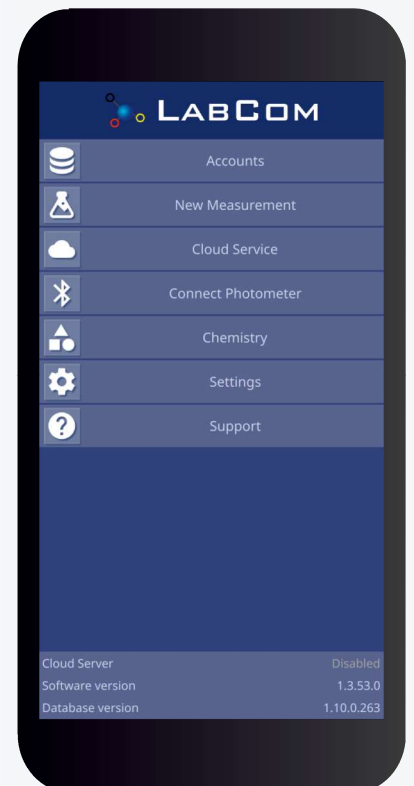 LABCOM
Accounts
New Measurement
Cloud Service
Connect Photometer
Chemistry
Settings
Support
Cloud Server Disabled
Software version 1.3.53.0
Database version 1.10.0.263